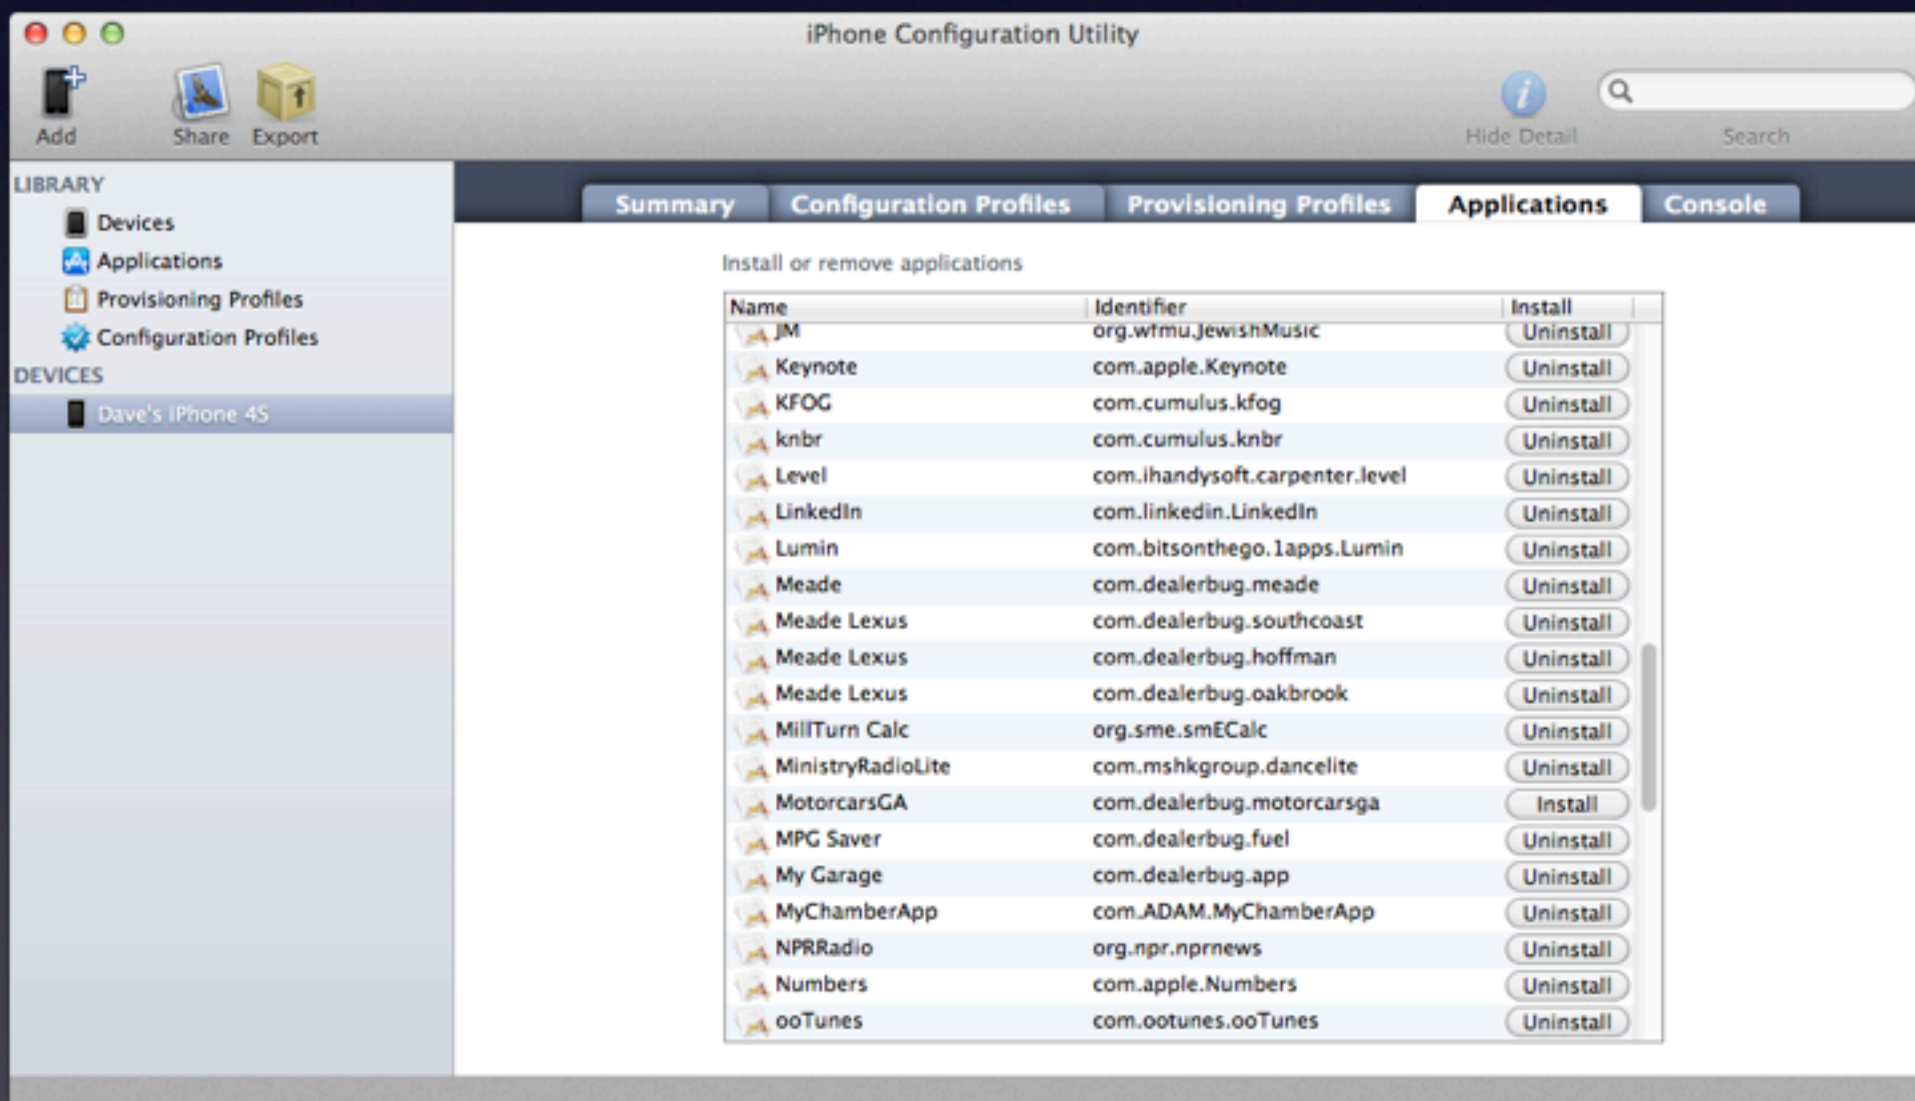 iPhone Configuration Utility
Add Share Export Hide Detail Search
LIBRARY
Devices
Applications
Provisioning Profiles
Configuration Profiles
DEVICES
Dave's iPhone 4S
Summary Configuration Profiles Provisioning Profiles Applications Console
Install or remove applications
Name Identifier Install
JM org.wfmu.JewishMusic Uninstall
Keynote com.apple.Keynote Uninstall
KFOG com.cumulus.kfog Uninstall
knbr com.cumulus.knbr Uninstall
Level com.ihandysoft.carpenter.level Uninstall
LinkedIn com.linkedin.LinkedIn Uninstall
Lumin com.bitsonthego.1apps.Lumin Uninstall
Meade com.dealerbug.meade Uninstall
Meade Lexus com.dealerbug.southcoast Uninstall
Meade Lexus com.dealerbug.hoffman Uninstall
Meade Lexus com.dealerbug.oakbrook Uninstall
MillTurn Calc org.sme.smECalc Uninstall
MinistryRadioLite com.mshkgroup.dancelite Uninstall
MotorcarsGA com.dealerbug.motorcarsga Install
MPG Saver com.dealerbug.fuel Uninstall
My Garage com.dealerbug.app Uninstall
MyChamberApp com.ADAM.MyChamberApp Uninstall
NPRRadio org.npr.nprnews Uninstall
Numbers com.apple.Numbers Uninstall
ooTunes com.ootunes.ooTunes Uninstall